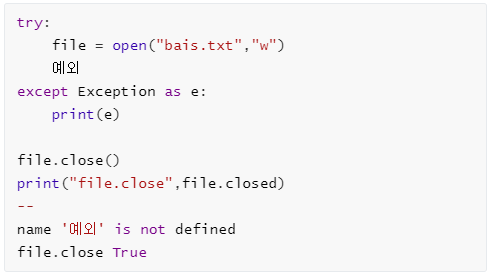 try:
    file = open("bais.txt","w")
    예외
except Exception as e:
    print(e)

file.close()
print("file.close",file.closed)
--
name '예외' is not defined
file.close True